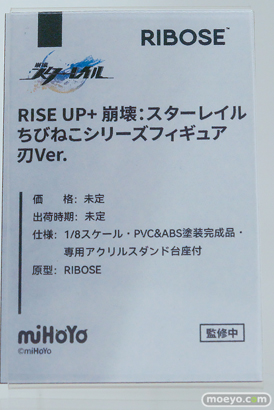 RIBOSE™
崩壊
スターレイル
RISE UP+ 崩壊：スターレイル
ちびねこシリーズフィギュア
刃Ver.
価　　格：未定
出荷時期：未定
仕様：1/8スケール・PVC&ABS塗装完成品・
専用アクリルスタンド台座付
原型：RIBOSE
miHoYo
©miHoYo
監修中
moeyo.com